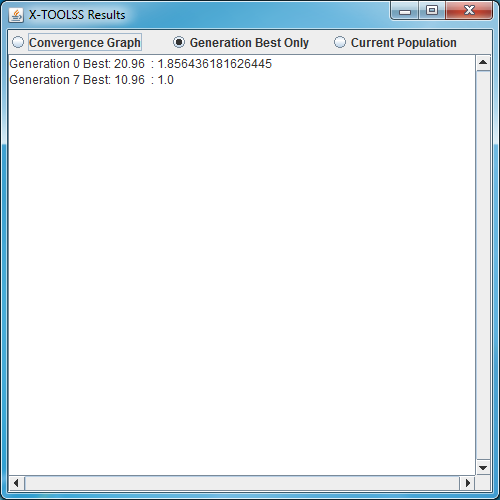 X-TOOLSS Results
Convergence Graph Generation Best Only Current Population
Generation 0 Best: 20.96 : 1.856436181626445
Generation 7 Best: 10.96 : 1.0